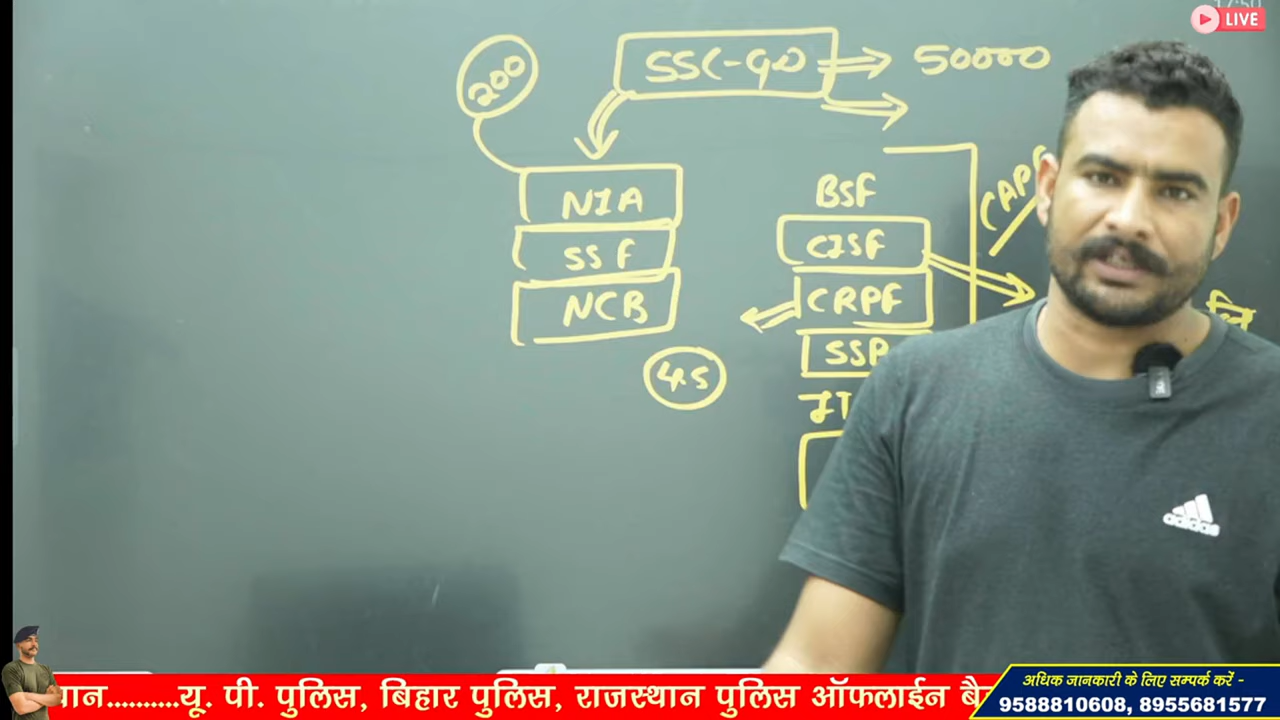 LIVE
200
SSC-GD
50000
NIA
SSF
NCB
45
BSF
CISF
CRPF
CAPF
adidas
यू. पी. पुलिस, बिहार पुलिस, राजस्थान पुलिस ऑफलाईन
अधिक जानकारी के लिए सम्पर्क करें -
9588810608, 8955681577